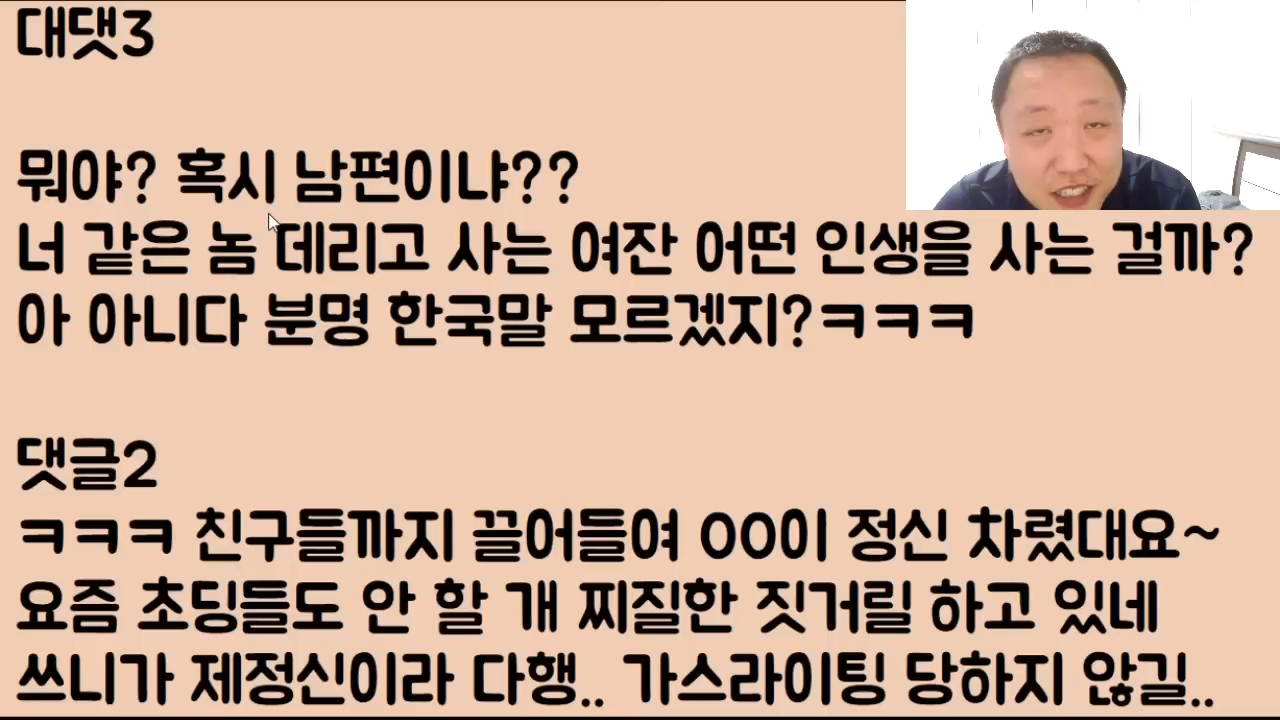 대댓3
뭐야? 혹시 남편이냐??
너 같은 놈 데리고 사는 여잔 어떤 인생을 사는 걸까?
아 아니다 분명 한국말 모르겠지?ㅋㅋㅋ
댓글2
ㅋㅋㅋ 친구들까지 끌어들여 OO이 정신 차렸대요~
요즘 초딩들도 안 할 개 찌질한 짓거릴 하고 있네
쓰니가 제정신이라 다행.. 가스라이팅 당하지 않길..